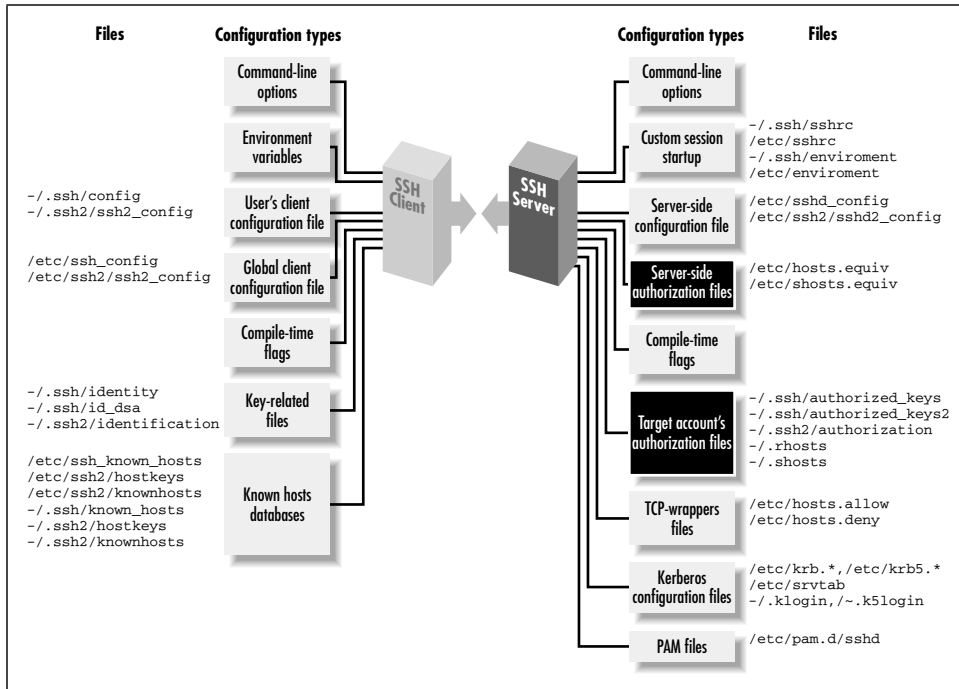 Files
Configuration types
Command-line
options
Environment
variables
-/.ssh/config
-/.ssh2/ssh2_config
User's client
configuration file
/etc/ssh_config
/etc/ssh2/ssh2_config
Global client
configuration file
Compile-time
flags
-/.ssh/identity
-/.ssh/id_dsa
-/.ssh2/identification
Key-related
files
/etc/ssh_known_hosts
/etc/ssh2/hostkeys
/etc/ssh2/knownhosts
-/.ssh/known_hosts
-/.ssh2/hostkeys
-/.ssh2/knownhosts
Known hosts
databases
SSH
Client
SSH
Server
Configuration types
Files
Command-line
options
Custom session
startup
-/.ssh/sshrc
/etc/sshrc
-/.ssh/enviroment
/etc/enviroment
Server-side
configuration file
/etc/sshd_config
/etc/ssh2/sshd2_config
Server-side
authorization files
/etc/hosts.equiv
/etc/shosts.equiv
Compile-time
flags
Target account's
authorization files
-/.ssh/authorized_keys
-/.ssh/authorized_keys2
-/.ssh2/authorization
-/.rhosts
-/.shosts
TCP-wrappers
files
/etc/hosts.allow
/etc/hosts.deny
Kerberos
configuration files
/etc/krb.*,/etc/krb5.*
/etc/srvtab
-/.klogin,/~.k5login
PAM files
/etc/pam.d/sshd